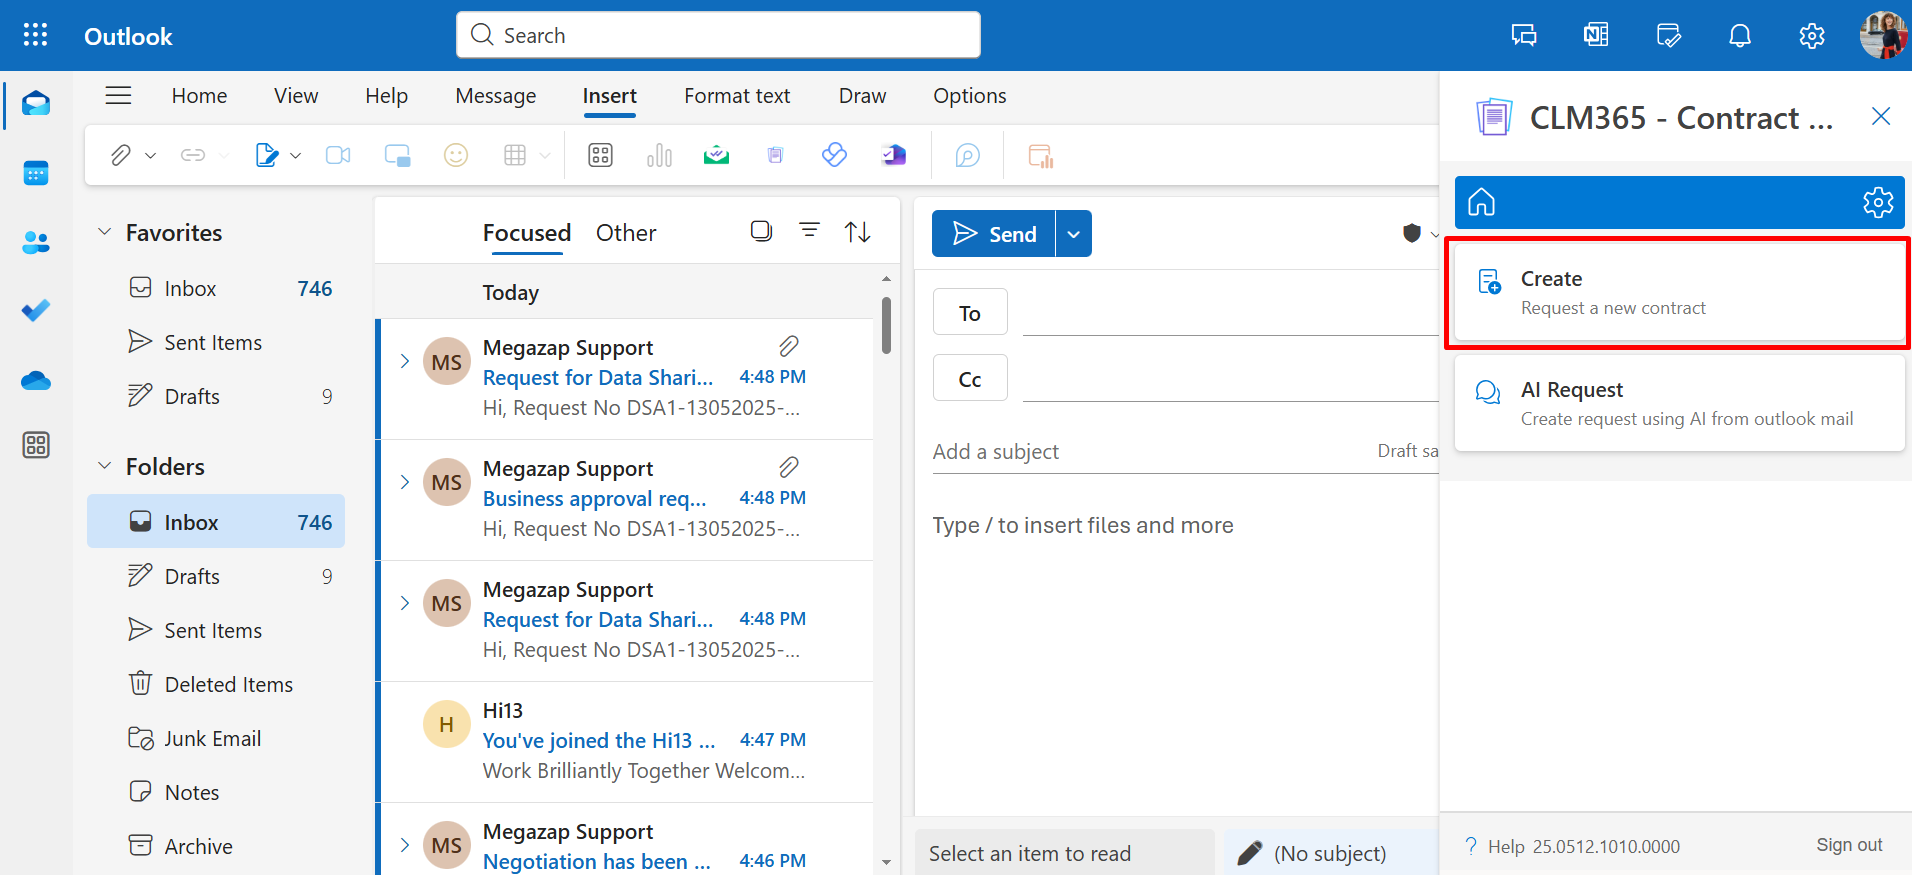 Outlook
Search
Home View Help Message Insert Format text Draw Options
Favorites
Inbox 746
Sent Items
Drafts 9
Folders
Inbox 746
Drafts 9
Sent Items
Deleted Items
Junk Email
Notes
Archive
Focused Other
Today
MS
Megazap Support
Request for Data Shari... 4:48 PM
Hi, Request No DSA1-13052025-...
MS
Megazap Support
Business approval req... 4:48 PM
Hi, Request No DSA1-13052025-...
MS
Megazap Support
Request for Data Shari... 4:48 PM
Hi, Request No DSA1-13052025-...
H
Hi13
You've joined the Hi13 ... 4:47 PM
Work Brilliantly Together Welcom...
MS
Megazap Support
Negotiation has been ... 4:46 PM
Send
To
Cc
Add a subject Draft sa
Type / to insert files and more
Select an item to read
(No subject)
CLM365 - Contract ...
Create
Request a new contract
AI Request
Create request using AI from outlook mail
? Help 25.0512.1010.0000 Sign out